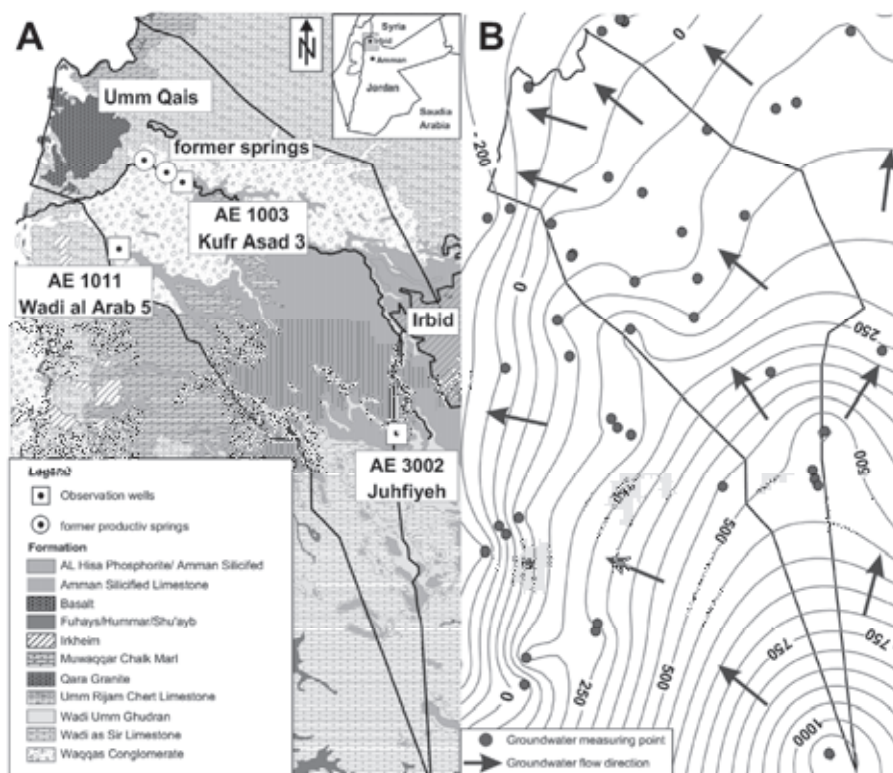 A
N
Syria
Irbid
Amman
Jordan
Saudia
Arabia
Umm Qais
former springs
AE 1003
Kufr Asad 3
AE 1011
Wadi al Arab 5
Irbid
AE 3002
Juhfiyeh
Legend
Observation wells
former productiv springs
Formation
AL Hisa Phosphorite/ Amman Silicifed
Amman Silicified Limestone
Basalt
Fuhays/Hummar/Shu'ayb
Irkheim
Muwaqqar Chalk Marl
Qara Granite
Umm Rijam Chert Limestone
Wadi Umm Ghudran
Wadi as Sir Limestone
Waqqas Conglomerate
B
0
-200
0
250
500
500
750
750
500
250
0
1000
Groundwater measuring point
Groundwater flow direction